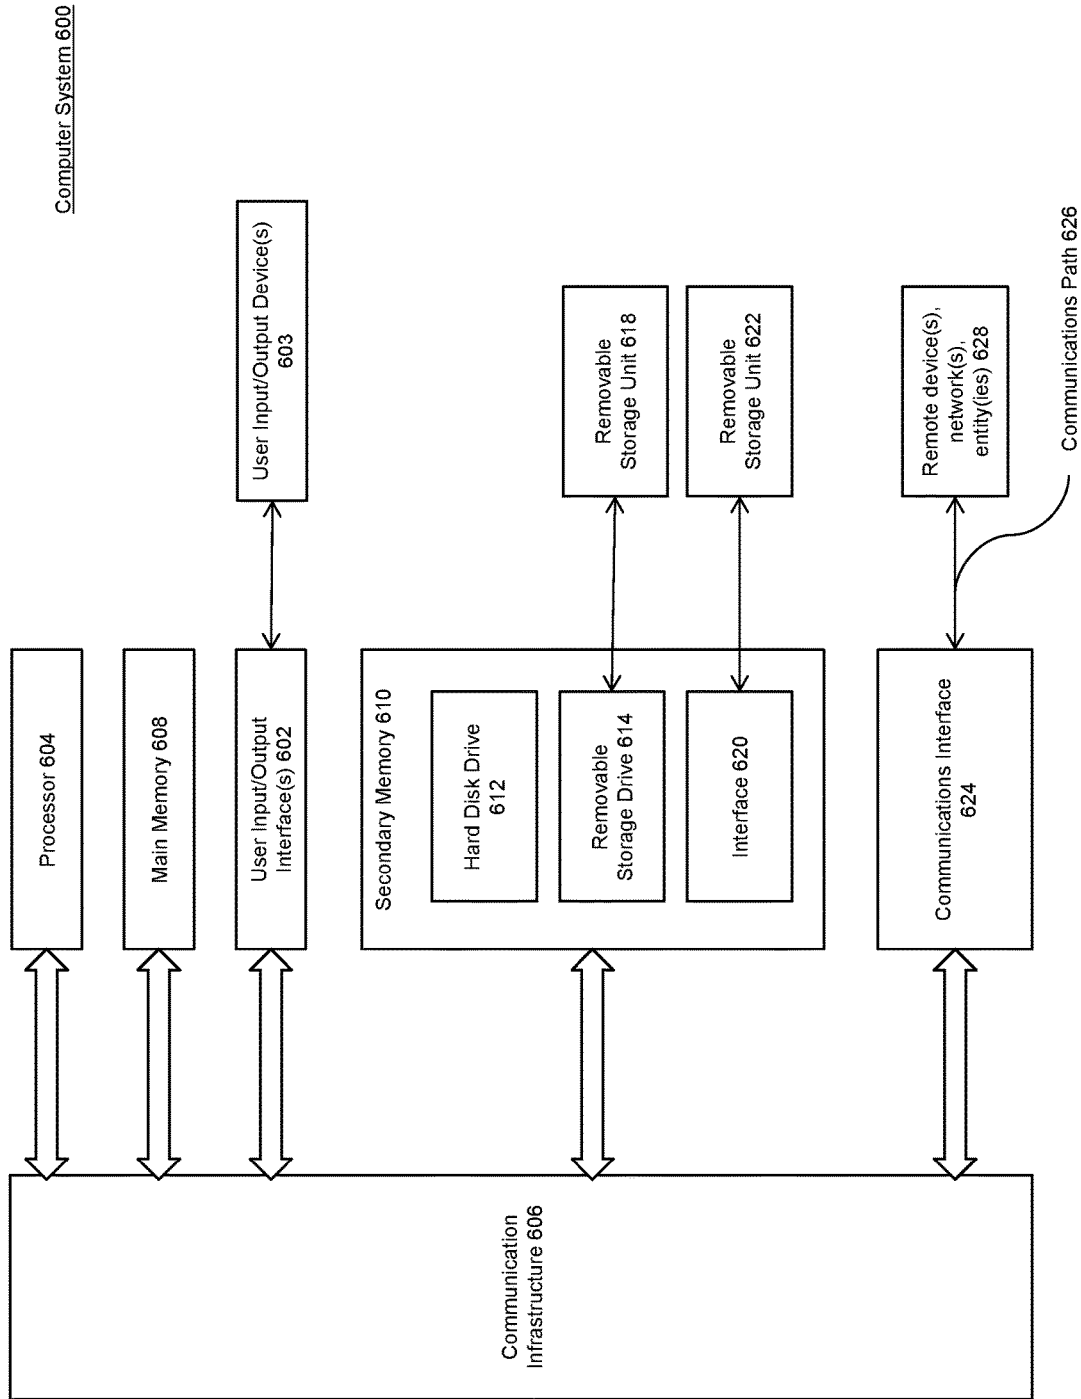 Computer System 600
Processor 604
Main Memory 608
User Input/Output
Interface(s) 602
User Input/Output Device(s)
603
Secondary Memory 610
Hard Disk Drive
612
Removable
Storage Drive 614
Removable
Storage Unit 618
Interface 620
Removable
Storage Unit 622
Communications Interface
624
Remote device(s),
network(s),
entity(ies) 628
Communications Path 626
Communication
Infrastructure 606